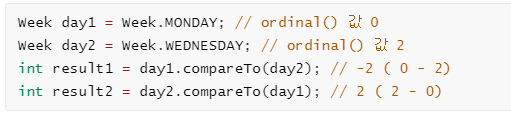 Week day1 = Week.MONDAY; // ordinal() 값 0
Week day2 = Week.WEDNESDAY; // ordinal() 값 2
int result1 = day1.compareTo(day2); // -2 ( 0 - 2)
int result2 = day2.compareTo(day1); // 2 ( 2 - 0)